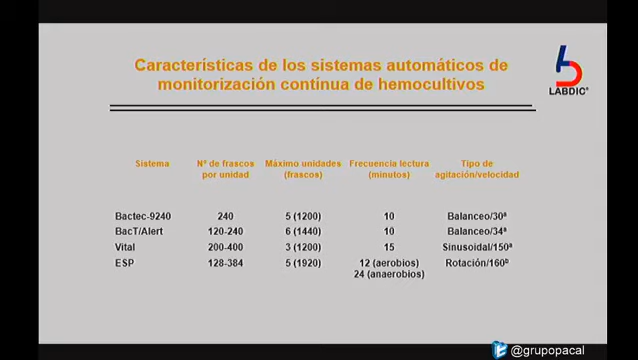 Características de los sistemas automáticos de
monitorización contínua de hemocultivos
LABDIC®
Sistema Nº de frascos por unidad Máximo unidades (frascos) Frecuencia lectura (minutos) Tipo de agitación/velocidad
Bactec-9240 240 5 (1200) 10 Balanceo/30ª
BacT/Alert 120-240 6 (1440) 10 Balanceo/34ª
Vital 200-400 3 (1200) 15 Sinusoidal/150ª
ESP 128-384 5 (1920) 12 (aerobios) Rotación/160ᵇ
24 (anaerobios)
@grupopacal